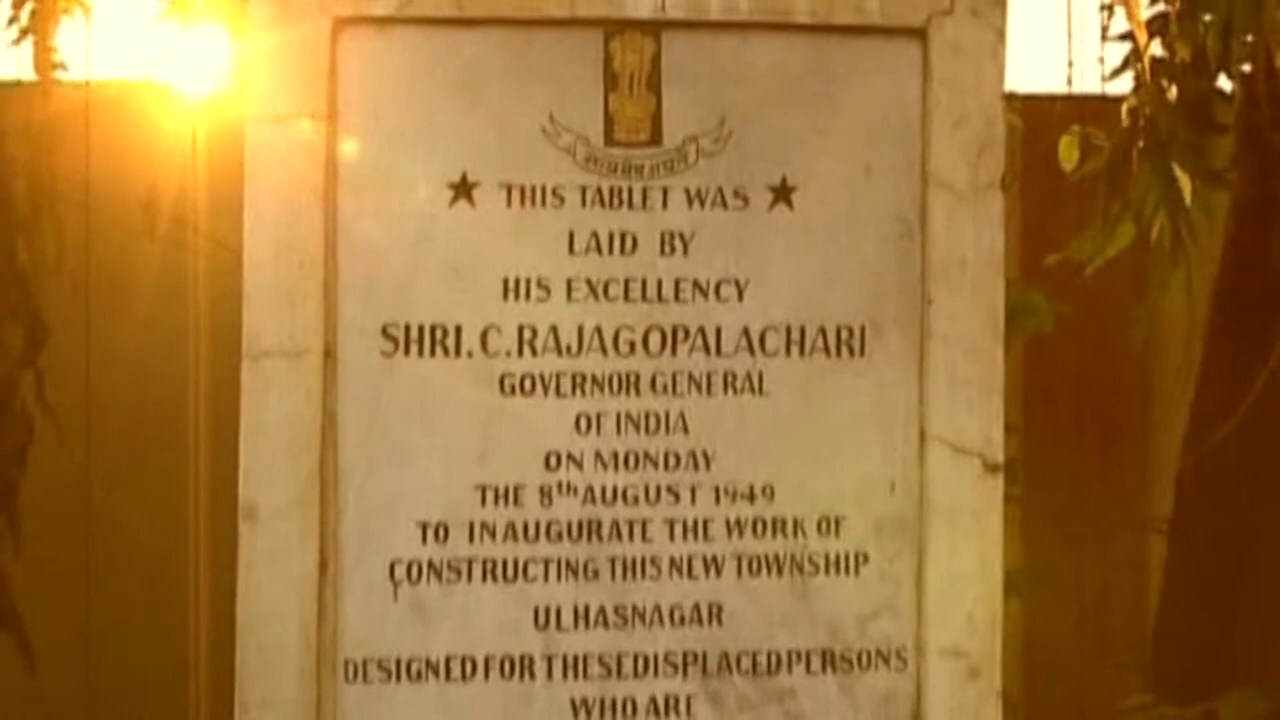 THIS TABLET WAS
LAID BY
HIS EXCELLENCY
SHRI. C. RAJAGOPALACHARI
GOVERNOR GENERAL
OF INDIA
ON MONDAY
THE 8th AUGUST 1949
TO INAUGURATE THE WORK OF
CONSTRUCTING THIS NEW TOWNSHIP
ULHASNAGAR
DESIGNED FOR THESE DISPLACED PERSONS
WHO ARE